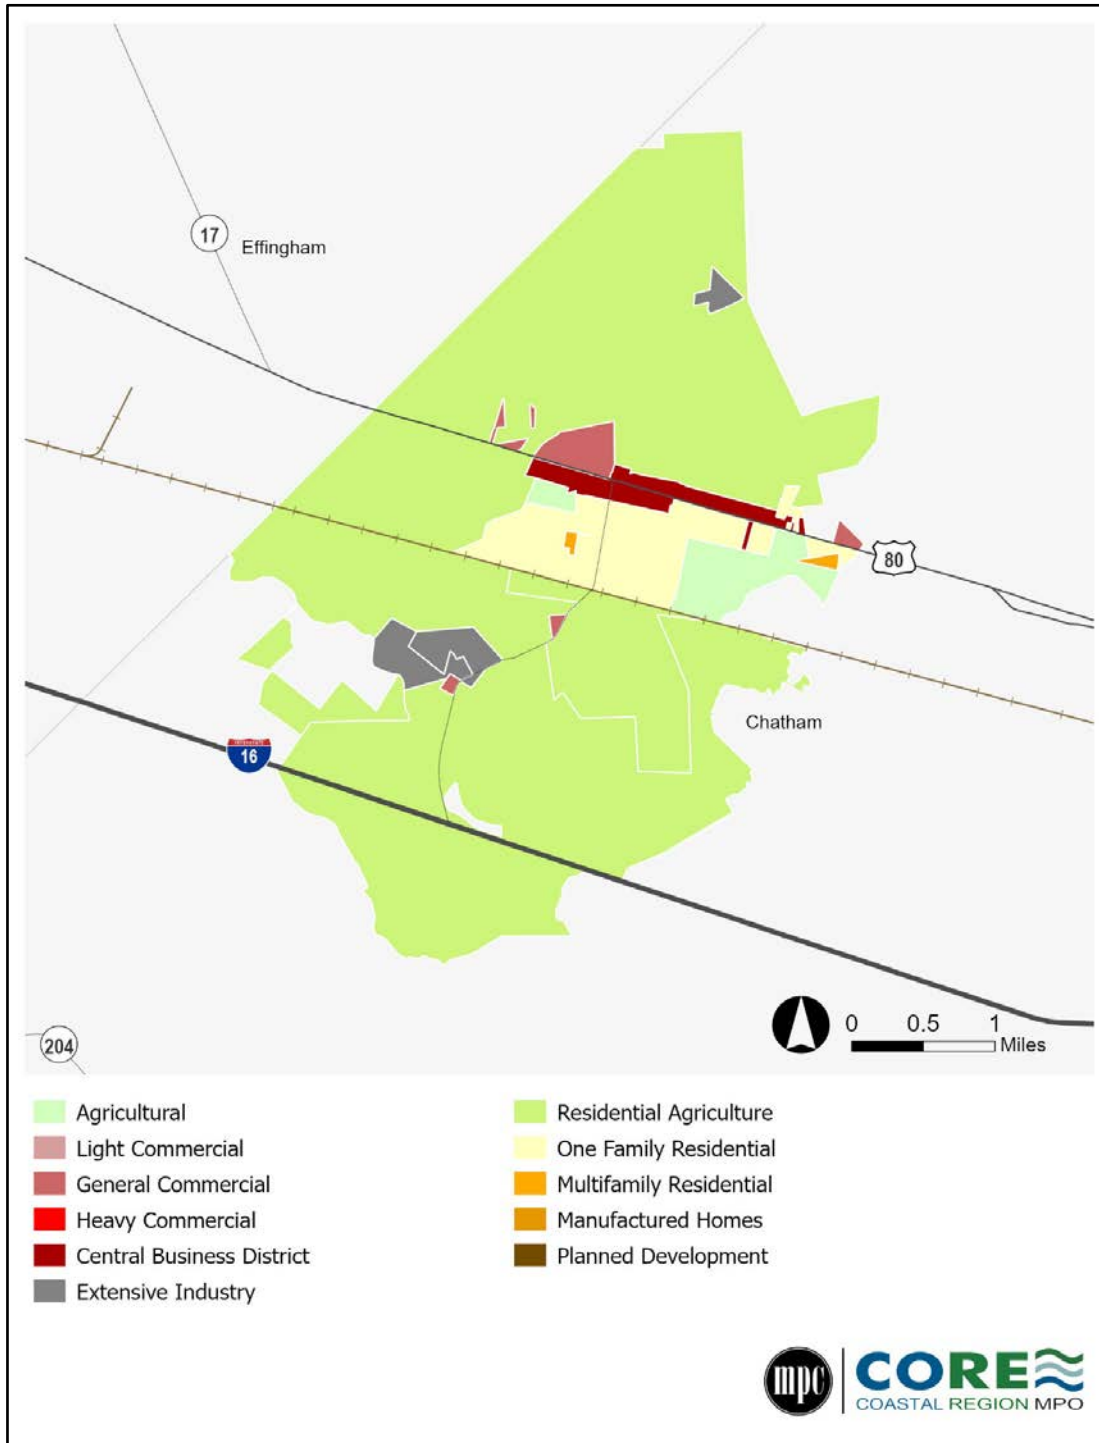 17
Effingham
80
Chatham
INTERSTATE
16
204
0 0.5 1
Miles
Agricultural
Light Commercial
General Commercial
Heavy Commercial
Central Business District
Extensive Industry
Residential Agriculture
One Family Residential
Multifamily Residential
Manufactured Homes
Planned Development
mpc
CORE
COASTAL REGION MPO